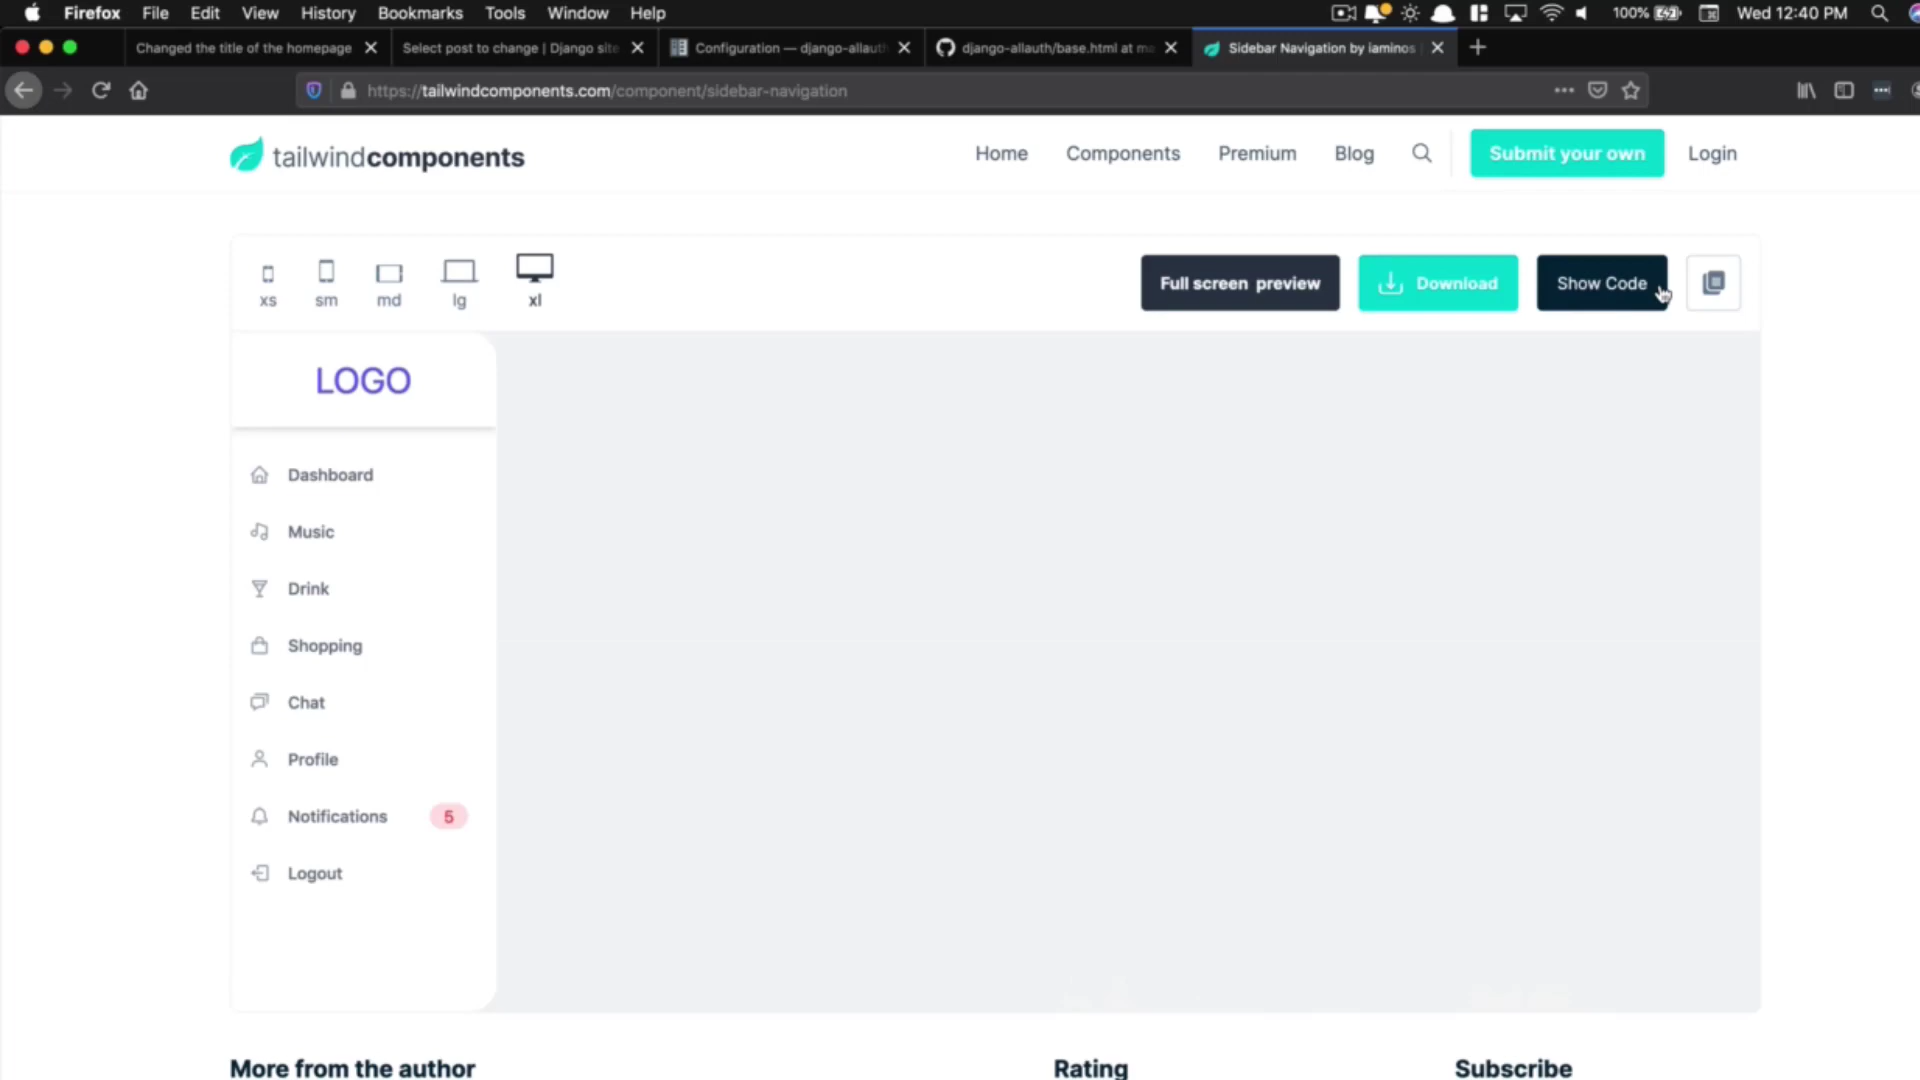 Firefox File Edit View History Bookmarks Tools Window Help 100% Wed 12:40 PM
Changed the title of the homepage Select post to change | Django site Configuration — django-allauth django-allauth/base.html at ma Sidebar Navigation by iaminos
https://tailwindcomponents.com/component/sidebar-navigation
tailwindcomponents Home Components Premium Blog Submit your own Login
xs sm md lg xl Full screen preview Download Show Code
LOGO
Dashboard
Music
Drink
Shopping
Chat
Profile
Notifications 5
Logout
More from the author Rating Subscribe